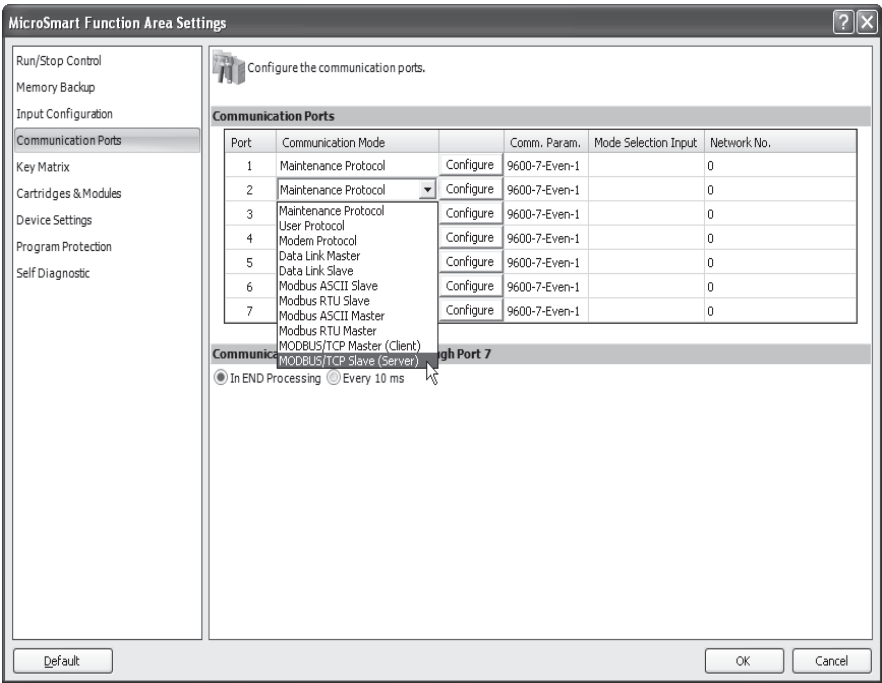 MicroSmart Function Area Settings
Run/Stop Control
Memory Backup
Input Configuration
Communication Ports
Key Matrix
Cartridges & Modules
Device Settings
Program Protection
Self Diagnostic
Configure the communication ports.
Communication Ports
Port Communication Mode Comm. Param. Mode Selection Input Network No.
1 Maintenance Protocol Configure 9600-7-Even-1 0
2 Maintenance Protocol Configure 9600-7-Even-1 0
3 Configure 9600-7-Even-1 0
4 Configure 9600-7-Even-1 0
5 Configure 9600-7-Even-1 0
6 Configure 9600-7-Even-1 0
7 Configure 9600-7-Even-1 0
Maintenance Protocol
User Protocol
Modem Protocol
Data Link Master
Data Link Slave
Modbus ASCII Slave
Modbus RTU Slave
Modbus ASCII Master
Modbus RTU Master
MODBUS/TCP Master (Client)
MODBUS/TCP Slave (Server)
Port 7
In END Processing Every 10 ms
Default OK Cancel